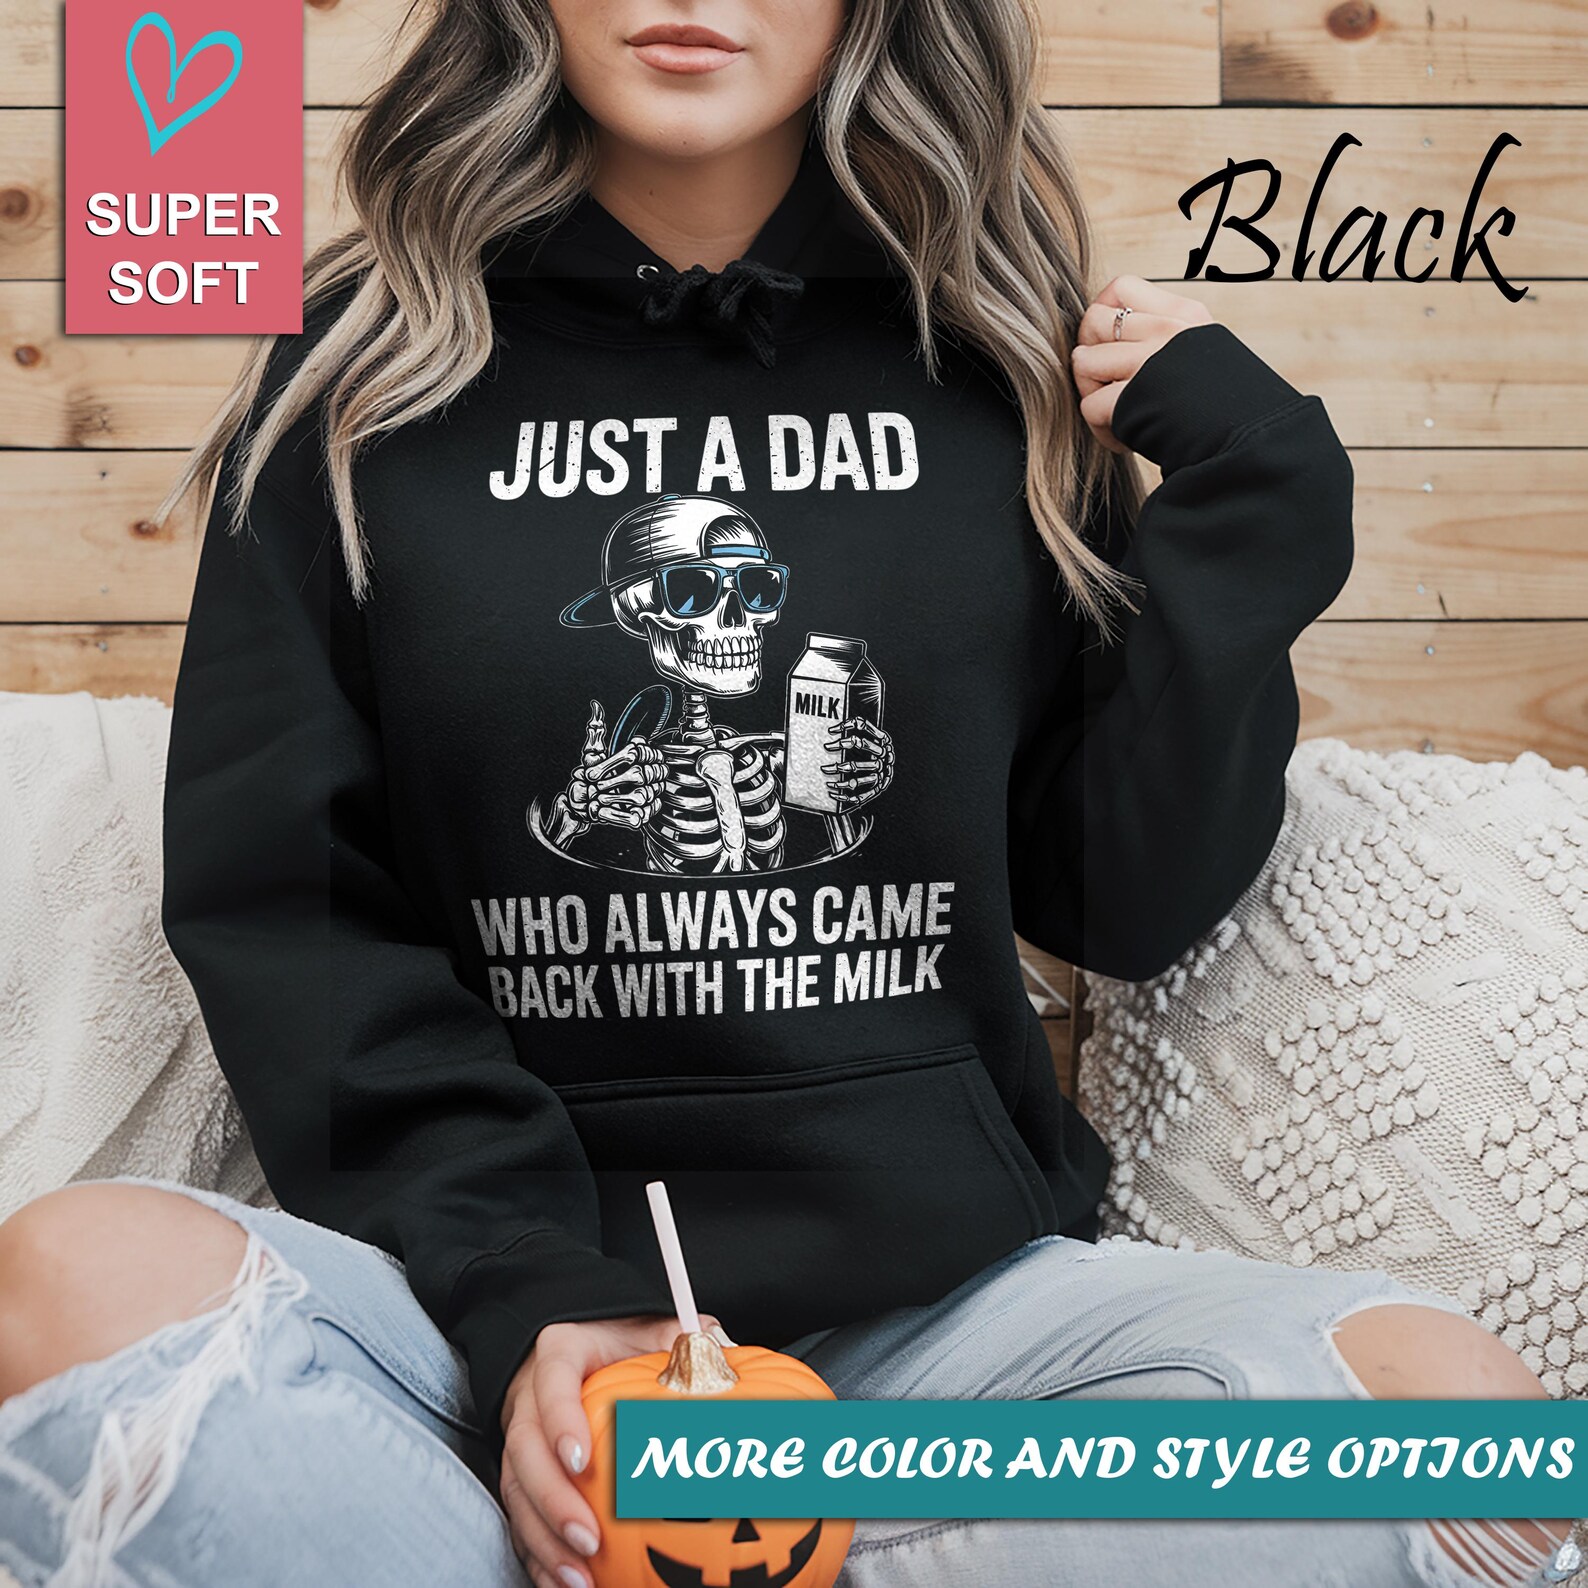 SUPER
SOFT
Black
JUST A DAD
MILK
WHO ALWAYS CAME
BACK WITH THE MILK
MORE COLOR AND STYLE OPTIONS